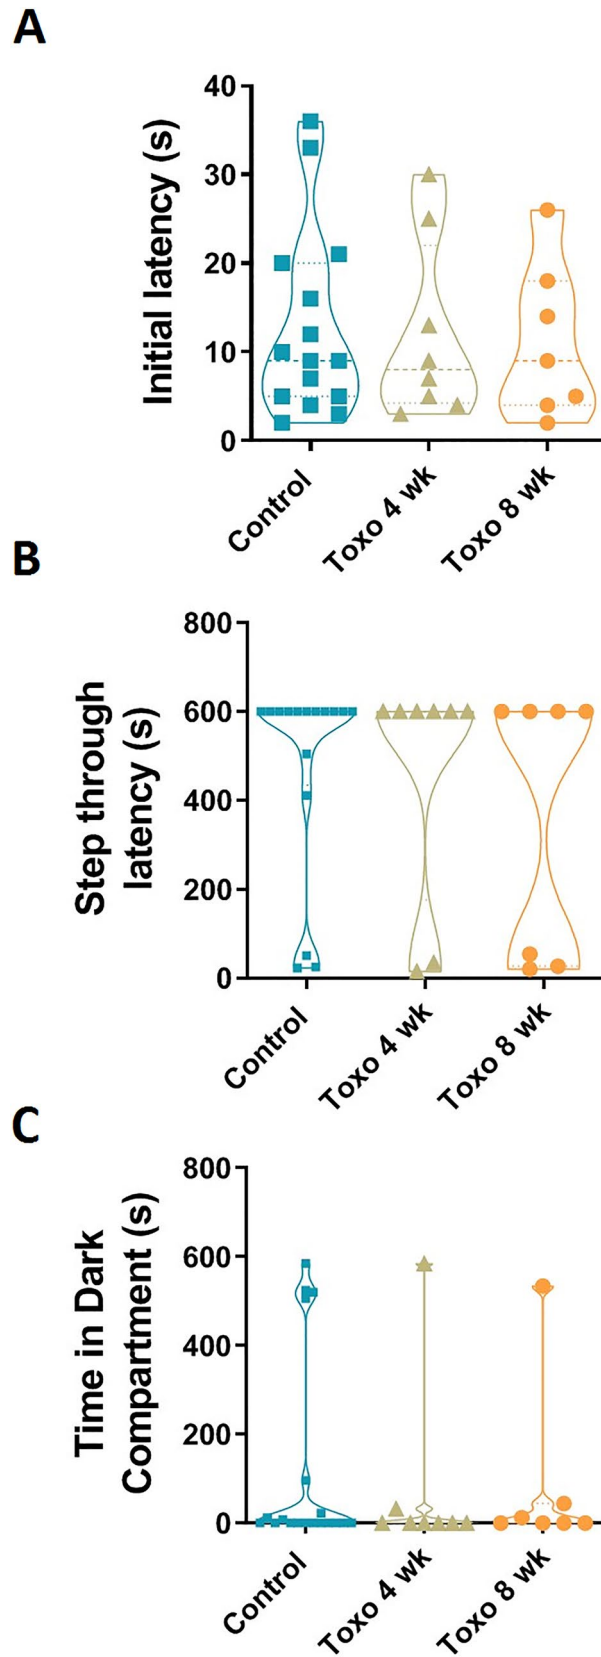 A
Initial latency (s)
40
30
20
10
0
Control
Toxo 4 wk
Toxo 8 wk
B
Step through
latency (s)
800
600
400
200
0
Control
Toxo 4 wk
Toxo 8 wk
C
Time in Dark
Compartment (s)
800
600
400
200
0
Control
Toxo 4 wk
Toxo 8 wk